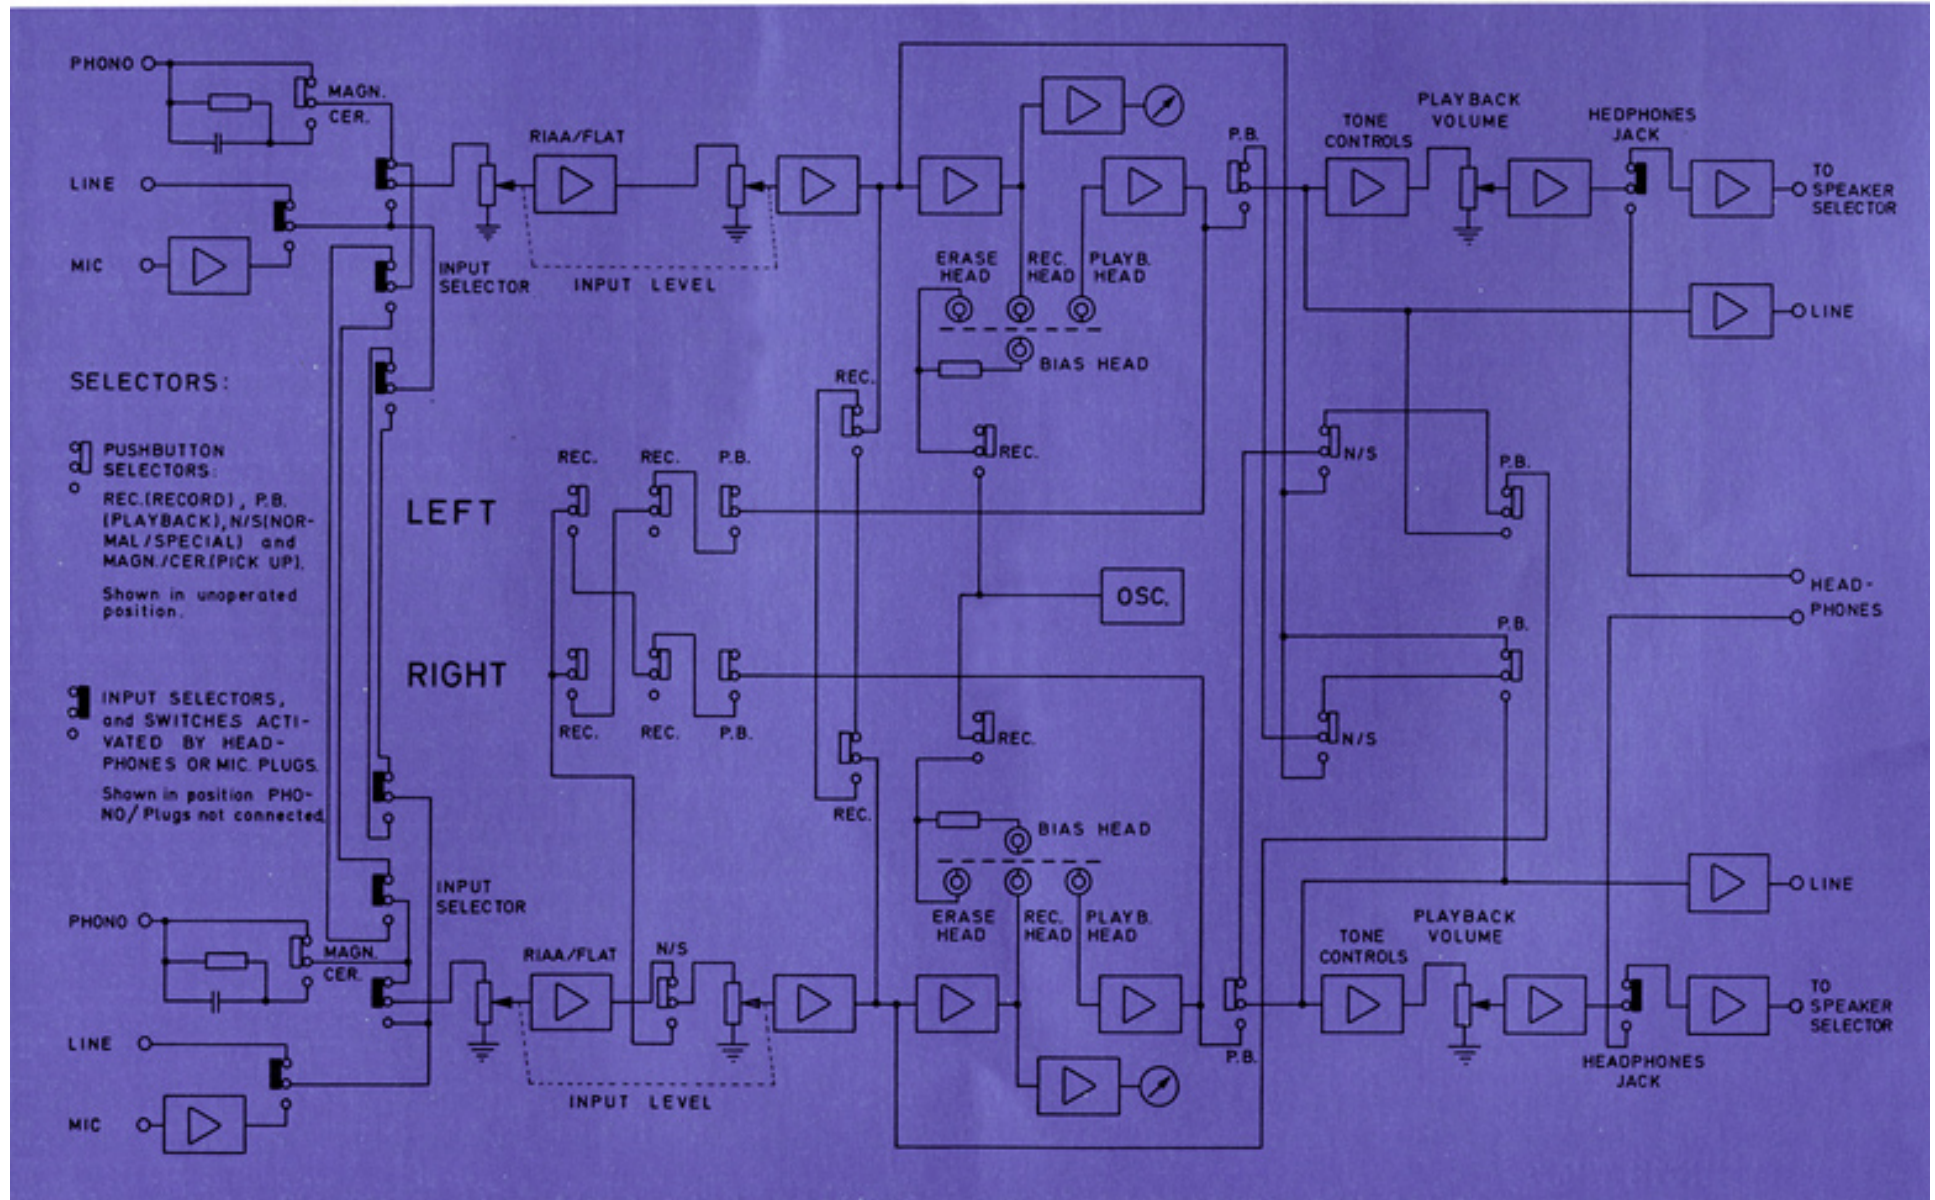 PHONO
MAGN.
CER.
LINE
MIC
INPUT
SELECTOR
RIAA/FLAT
INPUT LEVEL
ERASE
HEAD
REC.
HEAD
PLAYB.
HEAD
BIAS HEAD
P.B.
TONE
CONTROLS
PLAYBACK
VOLUME
HEDPHONES
JACK
TO
SPEAKER
SELECTOR
LINE
SELECTORS:
PUSHBUTTON
SELECTORS:
REC.(RECORD), P.B.
(PLAYBACK),N/S(NOR-
MAL/SPECIAL) and
MAGN./CER.(PICK UP).
Shown in unoperated
position.
INPUT SELECTORS,
and SWITCHES ACTI-
VATED BY HEAD-
PHONES OR MIC. PLUGS.
Shown in position PHO-
NO/Plugs not connected.
LEFT
RIGHT
REC.
REC.
P.B.
REC.
REC.
P.B.
REC.
REC.
REC.
REC.
OSC.
N/S
P.B.
P.B.
N/S
HEAD-
PHONES
PHONO
MAGN.
CER.
LINE
MIC
INPUT
SELECTOR
RIAA/FLAT
N/S
INPUT LEVEL
BIAS HEAD
ERASE
HEAD
REC.
HEAD
PLAYB.
HEAD
P.B.
TONE
CONTROLS
PLAYBACK
VOLUME
HEADPHONES
JACK
LINE
TO
SPEAKER
SELECTOR